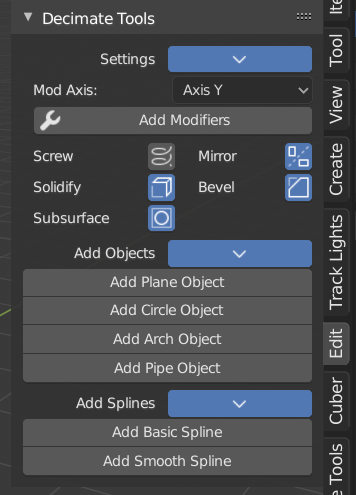 Decimate Tools
Settings
Mod Axis: Axis Y
Add Modifiers
Screw Mirror
Solidify Bevel
Subsurface
Add Objects
Add Plane Object
Add Circle Object
Add Arch Object
Add Pipe Object
Add Splines
Add Basic Spline
Add Smooth Spline
Tool
View
Create
Track Lights
Edit
Cuber
Tools